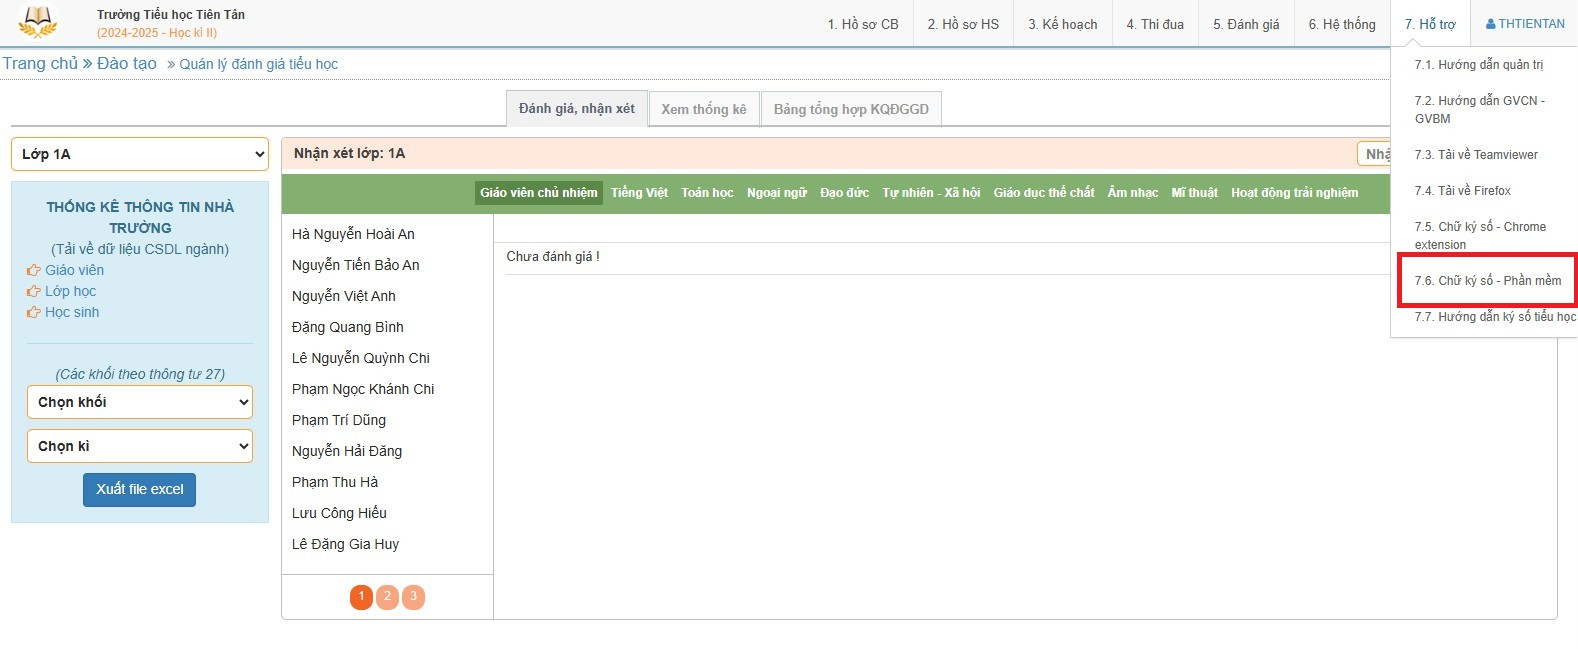 Trường Tiểu học Tiên Tân
(2024-2025 - Học kì II)
1. Hồ sơ CB
2. Hồ sơ HS
3. Kế hoạch
4. Thi đua
5. Đánh giá
6. Hệ thống
7. Hỗ trợ
THTIENTAN
Trang chủ » Đào tạo » Quản lý đánh giá tiểu học
7.1. Hướng dẫn quản trị
7.2. Hướng dẫn GVCN -
GVBM
7.3. Tải về Teamviewer
7.4. Tải về Firefox
7.5. Chữ ký số - Chrome
extension
7.6. Chữ ký số - Phần mềm
7.7. Hướng dẫn ký số tiểu học
Đánh giá, nhận xét
Xem thống kê
Bảng tổng hợp KQĐGGD
Lớp 1A
THỐNG KÊ THÔNG TIN NHÀ
TRƯỜNG
(Tải về dữ liệu CSDL ngành)
Giáo viên
Lớp học
Học sinh
(Các khối theo thông tư 27)
Chọn khối
Chọn kì
Xuất file excel
Nhận xét lớp: 1A
Giáo viên chủ nhiệm Tiếng Việt Toán học Ngoại ngữ Đạo đức Tự nhiên - Xã hội Giáo dục thể chất Âm nhạc Mĩ thuật Hoạt động trải nghiệm
Hà Nguyễn Hoài An
Nguyễn Tiến Bảo An
Nguyễn Việt Anh
Đặng Quang Bình
Lê Nguyễn Quỳnh Chi
Phạm Ngọc Khánh Chi
Phạm Trí Dũng
Nguyễn Hải Đăng
Phạm Thu Hà
Lưu Công Hiếu
Lê Đặng Gia Huy
1 2 3
Chưa đánh giá !